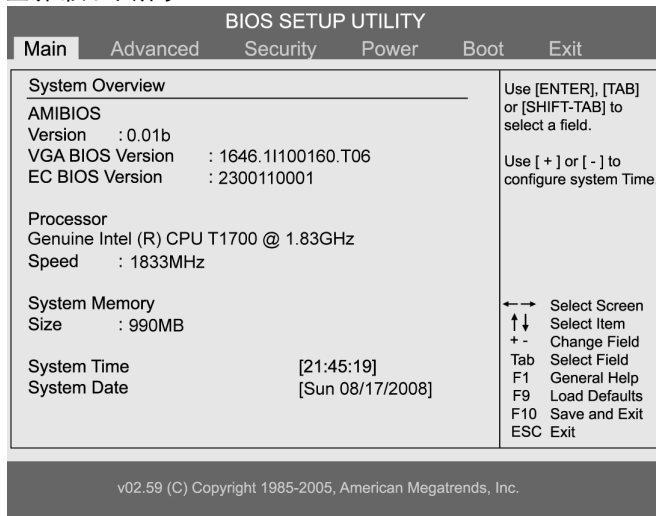 BIOS SETUP UTILITY
Main Advanced Security Power Boot Exit
System Overview
AMIBIOS
Version : 0.01b
VGA BIOS Version : 1646.1I100160.T06
EC BIOS Version : 2300110001
Processor
Genuine Intel (R) CPU T1700 @ 1.83GHz
Speed : 1833MHz
System Memory
Size : 990MB
System Time [21:45:19]
System Date [Sun 08/17/2008]
Use [ENTER], [TAB]
or [SHIFT-TAB] to
select a field.
Use [ + ] or [ - ] to
configure system Time
←→ Select Screen
↑↓ Select Item
+ - Change Field
Tab Select Field
F1 General Help
F9 Load Defaults
F10 Save and Exit
ESC Exit
v02.59 (C) Copyright 1985-2005, American Megatrends, Inc.